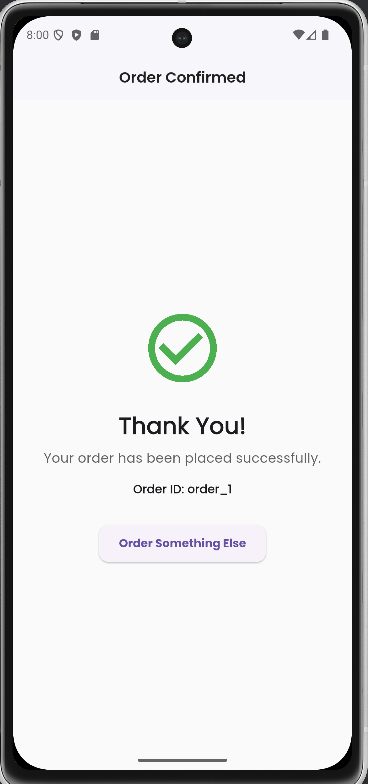 8:00
Order Confirmed
Thank You!
Your order has been placed successfully.
Order ID: order_1
Order Something Else